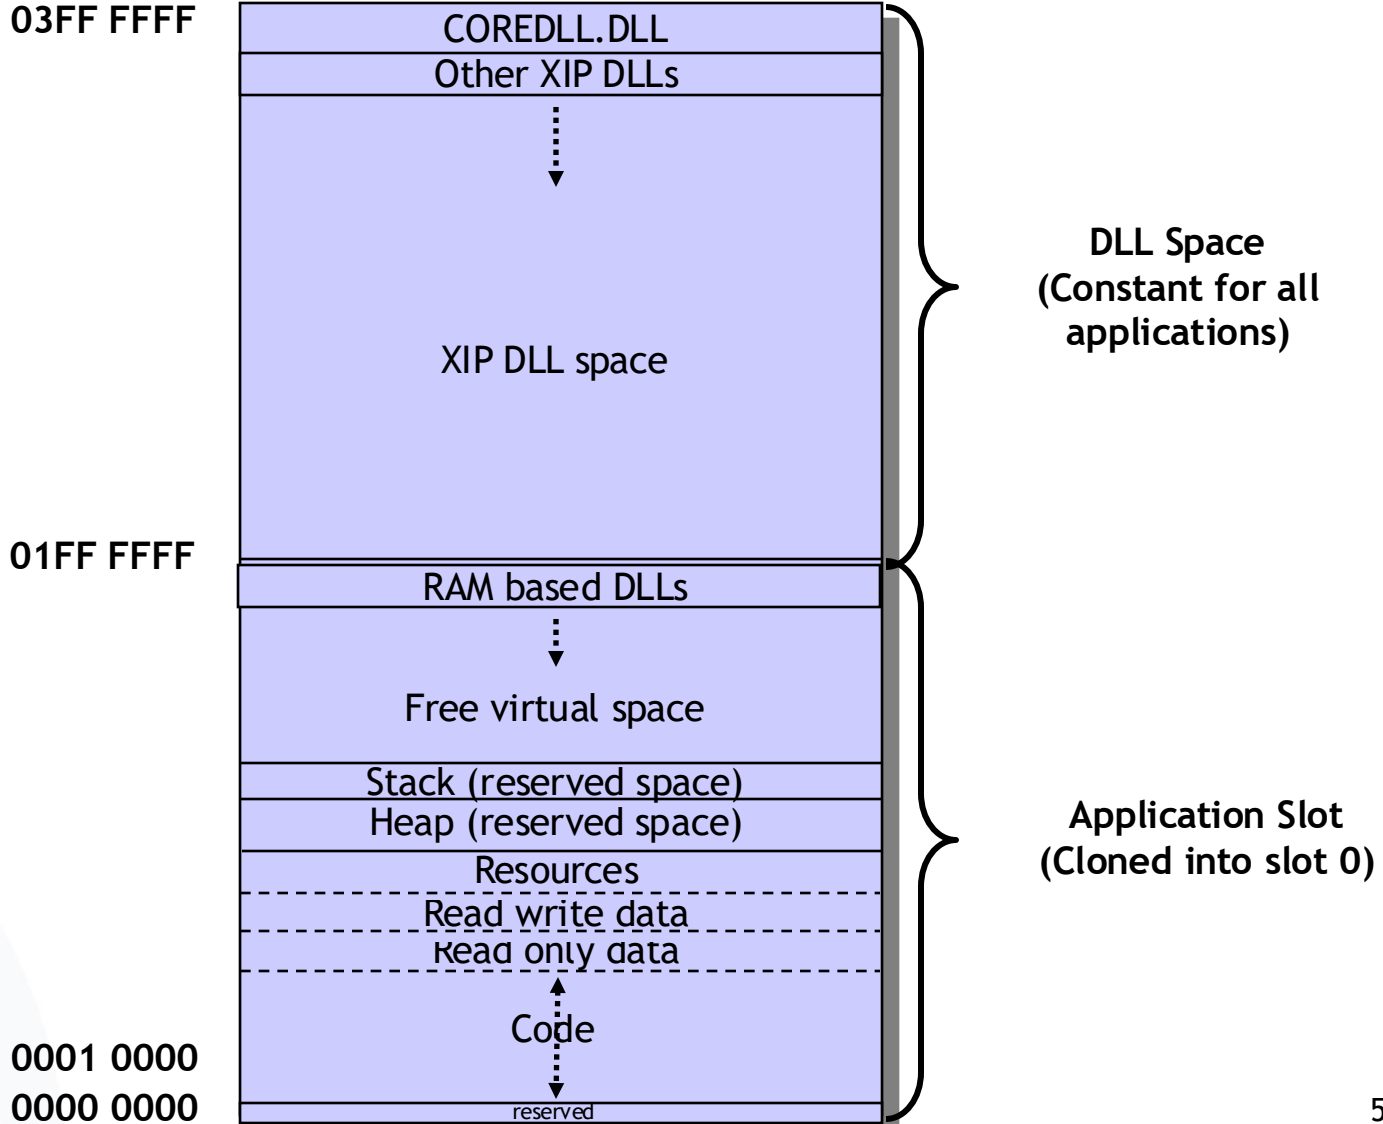 03FF FFFF
COREDLL.DLL
Other XIP DLLs
DLL Space
(Constant for all
applications)
XIP DLL space
01FF FFFF
RAM based DLLs
Free virtual space
Stack (reserved space)
Heap (reserved space)
Application Slot
(Cloned into slot 0)
Resources
Read write data
Read only data
Code
0001 0000
0000 0000
reserved
5